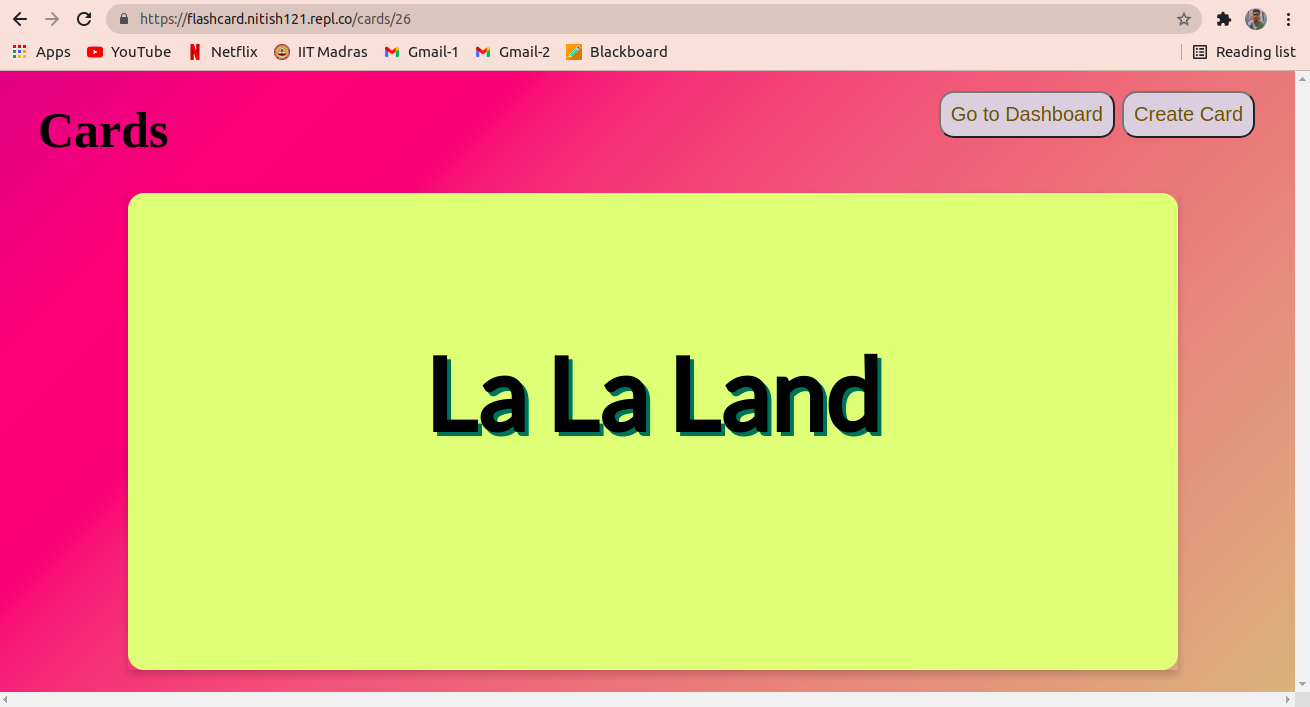 https://flashcard.nitish121.repl.co/cards/26
Apps YouTube Netflix IIT Madras Gmail-1 Gmail-2 Blackboard Reading list
Cards
Go to Dashboard Create Card
La La Land